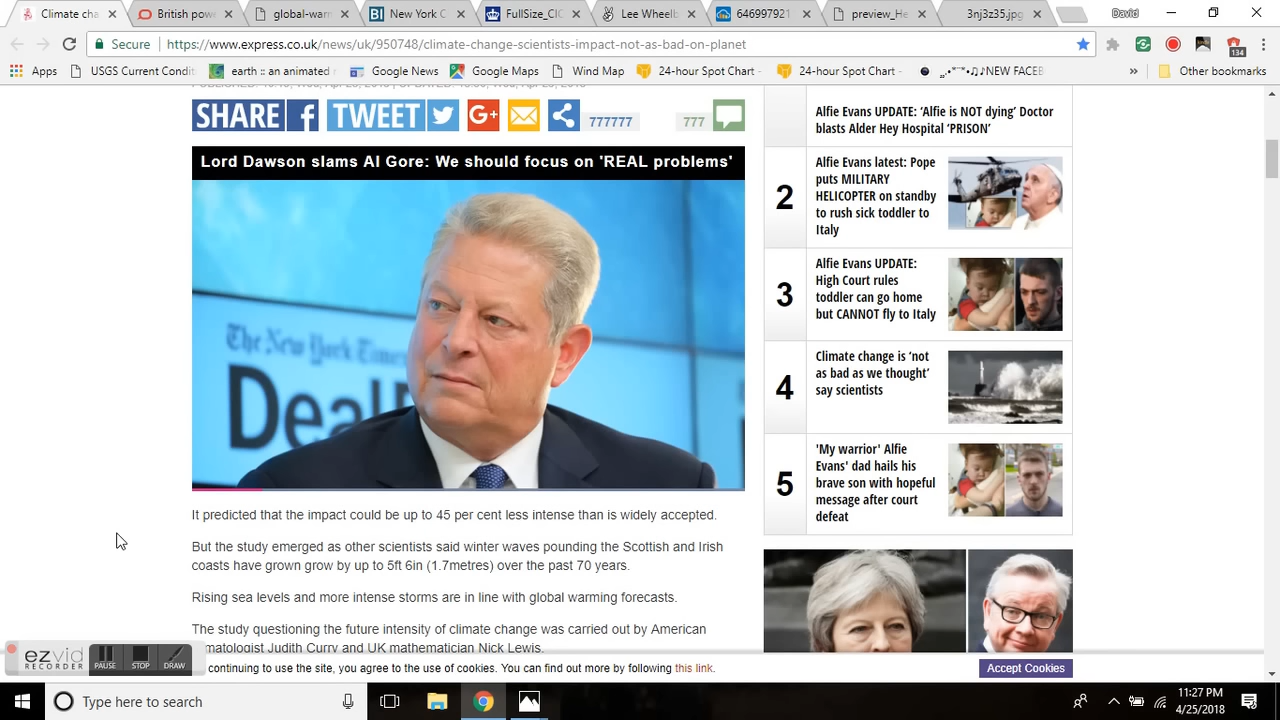 Climate cha
British powe
global-warm
New York C
FullSize_CIC
Lee Wheelb
646997921
preview_He
3nj3z35.jpg
David
Secure
https://www.express.co.uk/news/uk/950748/climate-change-scientists-impact-not-as-bad-on-planet
134
Apps
USGS Current Condit
earth :: an animated
Google News
Google Maps
Wind Map
24-hour Spot Chart -
24-hour Spot Chart -
NEW FACEB
Other bookmarks
SHARE
TWEET
777777
777
Lord Dawson slams Al Gore: We should focus on 'REAL problems'
The New York Times
Deal
It predicted that the impact could be up to 45 per cent less intense than is widely accepted.
But the study emerged as other scientists said winter waves pounding the Scottish and Irish
coasts have grown grow by up to 5ft 6in (1.7metres) over the past 70 years.
Rising sea levels and more intense storms are in line with global warming forecasts.
The study questioning the future intensity of climate change was carried out by American
matologist Judith Curry and UK mathematician Nick Lewis.
Alfie Evans UPDATE: ‘Alfie is NOT dying’ Doctor
blasts Alder Hey Hospital ‘PRISON’
2
Alfie Evans latest: Pope
puts MILITARY
HELICOPTER on standby
to rush sick toddler to
Italy
3
Alfie Evans UPDATE:
High Court rules
toddler can go home
but CANNOT fly to Italy
4
Climate change is ‘not
as bad as we thought’
say scientists
5
'My warrior' Alfie
Evans' dad hails his
brave son with hopeful
message after court
defeat
continuing to use the site, you agree to the use of cookies. You can find out more by following this link.
Accept Cookies
ezvid
RECORDER
PAUSE
STOP
DRAW
Type here to search
11:27 PM
4/25/2018